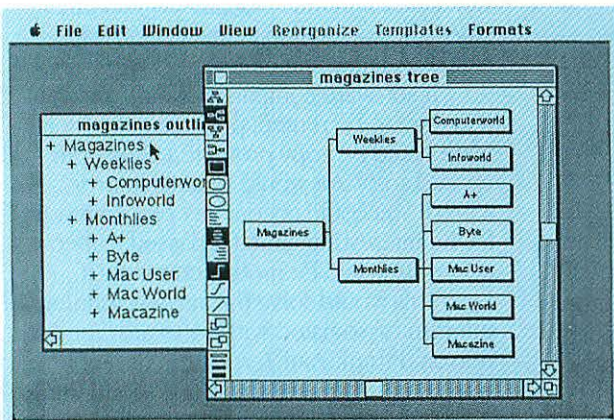 File Edit Window View Reorganize Templates Formats
magazines outli
+ Magazines
+ Weeklies
+ Computerwor
+ Infoworld
+ Monthlies
+ A+
+ Byte
+ Mac User
+ Mac World
+ Macazine
magazines tree
Magazines
Weeklies
Monthlies
Computerworld
Infoworld
A+
Byte
Mac User
Mac World
Macazine